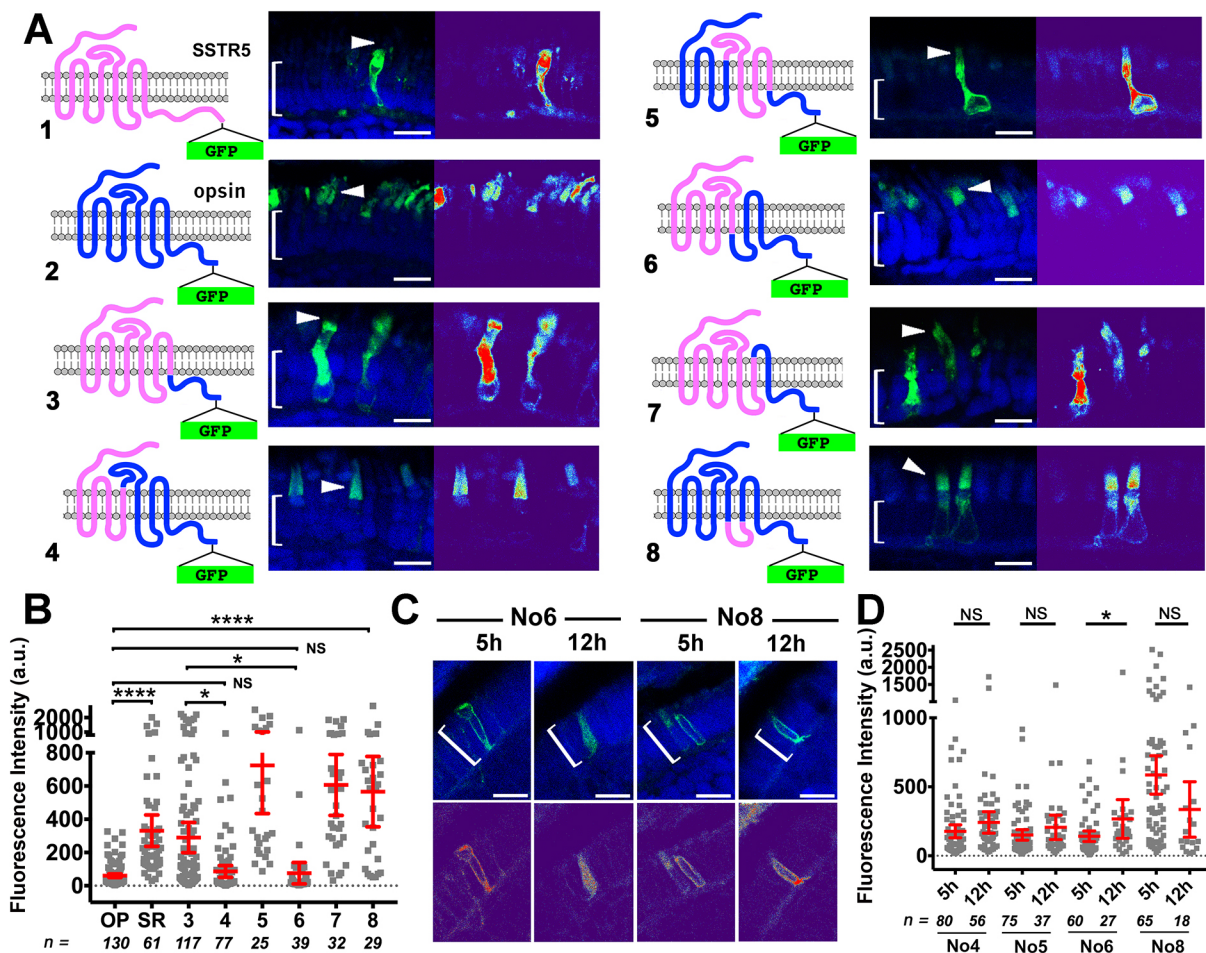 A
SSTR5
1
GFP
opsin
2
GFP
3
GFP
4
GFP
5
GFP
6
GFP
7
GFP
8
GFP
B
Fluorescence Intensity (a.u.)
2000
1000
800
600
400
200
0
****
NS
*
NS
**** *
OP SR 3 4 5 6 7 8
n = 130 61 117 77 25 39 32 29
C
No6 No8
5h 12h 5h 12h
D
Fluorescence Intensity (a.u.)
NS NS * NS
2500
2000
1500
1000
500
0
5h 12h 5h 12h 5h 12h 5h 12h
n = 80 56 75 37 60 27 65 18
No4 No5 No6 No8